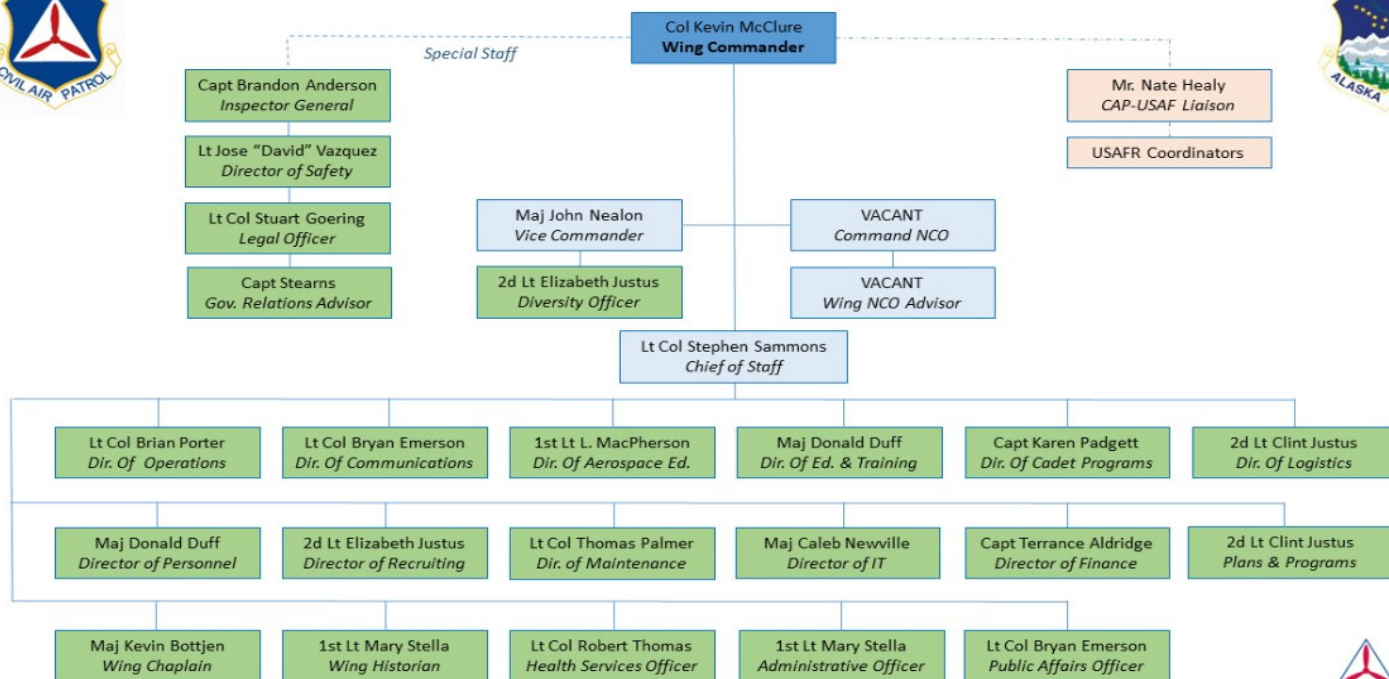 CIVIL AIR PATROL
Col Kevin McClure
Wing Commander
ALASKA
Special Staff
Capt Brandon Anderson
Inspector General
Mr. Nate Healy
CAP-USAF Liaison
Lt Jose “David” Vazquez
Director of Safety
USAFR Coordinators
Lt Col Stuart Goering
Legal Officer
Maj John Nealon
Vice Commander
VACANT
Command NCO
Capt Stearns
Gov. Relations Advisor
2d Lt Elizabeth Justus
Diversity Officer
VACANT
Wing NCO Advisor
Lt Col Stephen Sammons
Chief of Staff
Lt Col Brian Porter
Dir. Of Operations
Lt Col Bryan Emerson
Dir. Of Communications
1st Lt L. MacPherson
Dir. Of Aerospace Ed.
Maj Donald Duff
Dir. Of Ed. & Training
Capt Karen Padgett
Dir. Of Cadet Programs
2d Lt Clint Justus
Dir. Of Logistics
Maj Donald Duff
Director of Personnel
2d Lt Elizabeth Justus
Director of Recruiting
Lt Col Thomas Palmer
Dir. of Maintenance
Maj Caleb Newville
Director of IT
Capt Terrance Aldridge
Director of Finance
2d Lt Clint Justus
Plans & Programs
Maj Kevin Bottjen
Wing Chaplain
1st Lt Mary Stella
Wing Historian
Lt Col Robert Thomas
Health Services Officer
1st Lt Mary Stella
Administrative Officer
Lt Col Bryan Emerson
Public Affairs Officer